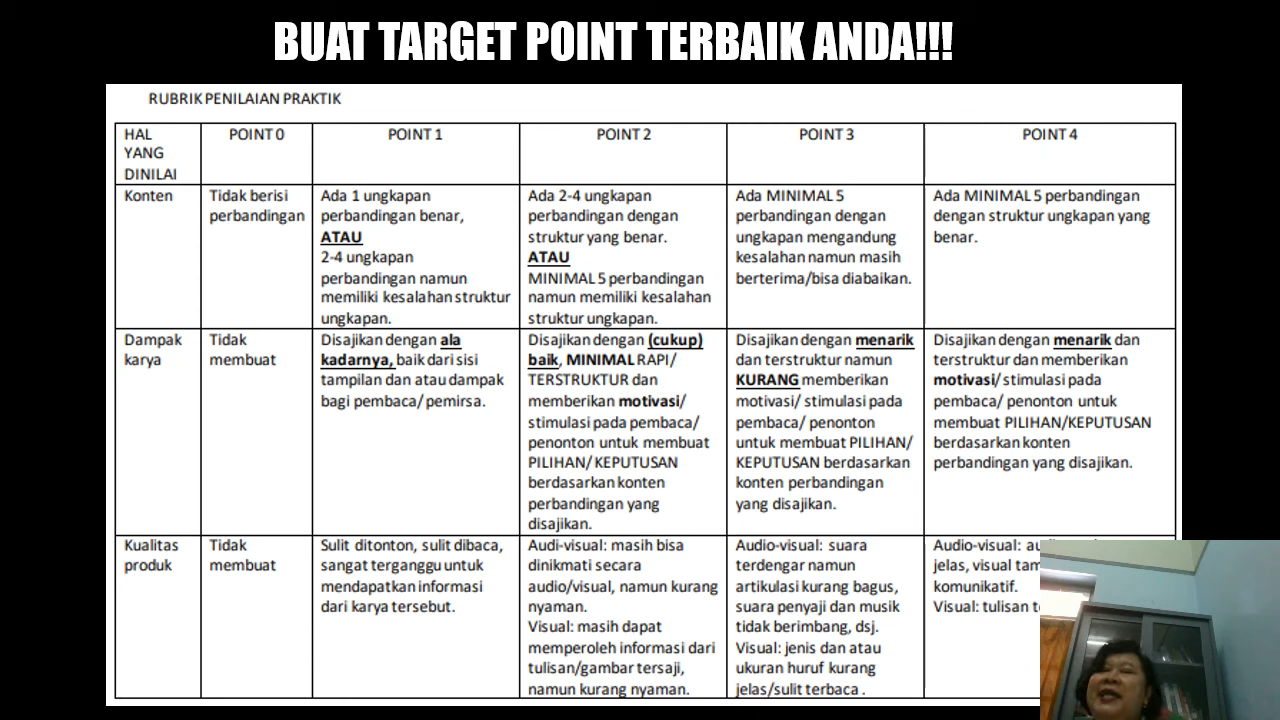 BUAT TARGET POINT TERBAIK ANDA!!!
RUBRIK PENILAIAN PRAKTIK
HAL
YANG
DINILAI
POINT 0
POINT 1
POINT 2
POINT 3
POINT 4
Konten
Tidak berisi
perbandingan
Ada 1 ungkapan
perbandingan benar,
ATAU
2-4 ungkapan
perbandingan namun
memiliki kesalahan struktur
ungkapan.
Ada 2-4 ungkapan
perbandingan dengan
struktur yang benar.
ATAU
MINIMAL 5 perbandingan
namun memiliki kesalahan
struktur ungkapan.
Ada MINIMAL 5
perbandingan dengan
ungkapan mengandung
kesalahan namun masih
berterima/bisa diabaikan.
Ada MINIMAL 5 perbandingan
dengan struktur ungkapan yang
benar.
Dampak
karya
Tidak
membuat
Disajikan dengan ala
kadarnya, baik dari sisi
tampilan dan atau dampak
bagi pembaca/ pemirsa.
Disajikan dengan (cukup)
baik, MINIMAL RAPI/
TERSTRUKTUR dan
memberikan motivasi/
stimulasi pada pembaca/
penonton untuk membuat
PILIHAN/ KEPUTUSAN
berdasarkan konten
perbandingan yang
disajikan.
Disajikan dengan menarik
dan terstruktur namun
KURANG memberikan
motivasi/ stimulasi pada
pembaca/ penonton
untuk membuat PILIHAN/
KEPUTUSAN berdasarkan
konten perbandingan
yang disajikan.
Disajikan dengan menarik dan
terstruktur dan memberikan
motivasi/ stimulasi pada
pembaca/ penonton untuk
membuat PILIHAN/KEPUTUSAN
berdasarkan konten
perbandingan yang disajikan.
Kualitas
produk
Tidak
membuat
Sulit ditonton, sulit dibaca,
sangat terganggu untuk
mendapatkan informasi
dari karya tersebut.
Audi-visual: masih bisa
dinikmati secara
audio/visual, namun kurang
nyaman.
Visual: masih dapat
memperoleh informasi dari
tulisan/gambar tersaji,
namun kurang nyaman.
Audio-visual: suara
terdengar namun
artikulasi kurang bagus,
suara penyaji dan musik
tidak berimbang, dsj.
Visual: jenis dan atau
ukuran huruf kurang
jelas/sulit terbaca .
Audio-visual:
jelas, visual
komunikatif.
Visual: tulisan